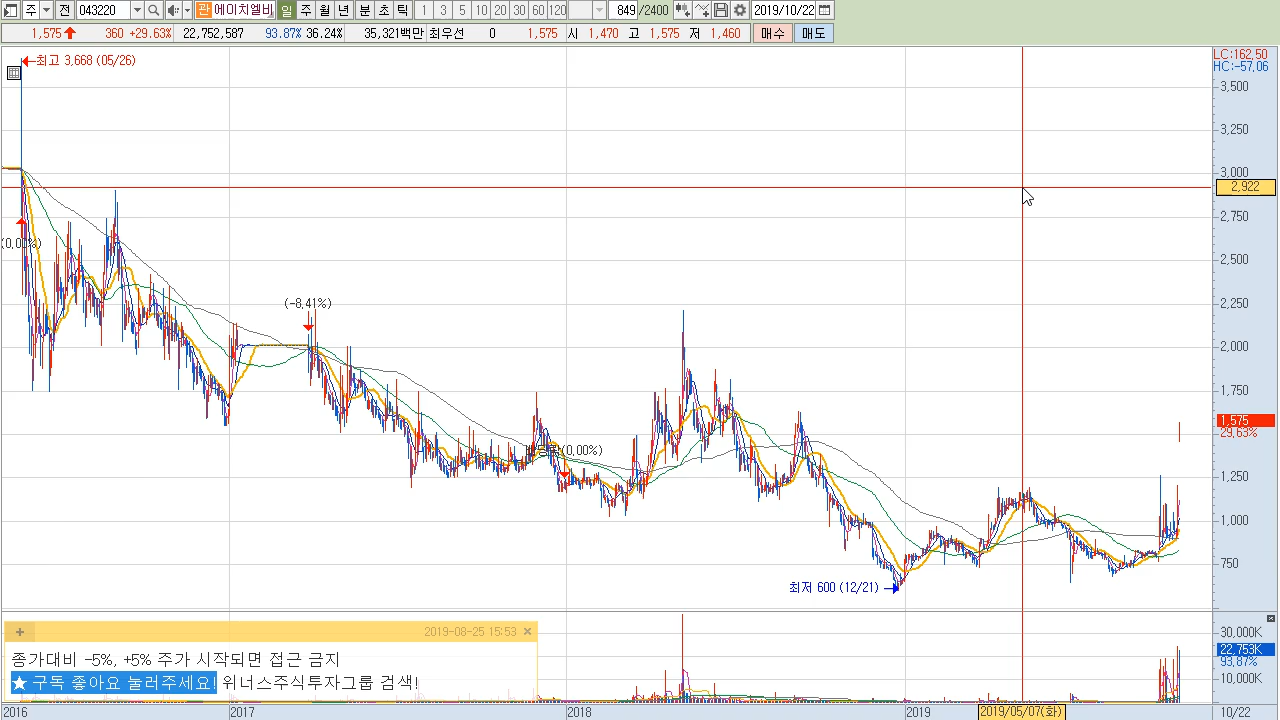 주 전 043220 관 에이치엘비 일 주 월 년 분 초 틱 1 3 5 10 20 30 60 120 849 /2400 2019/10/22
1,575 360 +29.63% 22,752,587 93.87% 36.24% 35,321백만 최우선 0 1,575 시 1,470 고 1,575 저 1,460 매수 매도
LC:162.50
HC:-57.06
최고 3,668 (05/26)
3,500
3,250
3,000
2,922
2,750
(0.00%)
2,500
(-8.41%)
2,250
2,000
1,750
1,575
29.63%
(0.00%)
1,250
1,000
750
최저 600 (12/21)
2019-08-25 15:53
종가대비 -5%, +5% 주가 시작되면 접근 금지
★ 구독 좋아요 눌러주세요! 위너스주식투자그룹 검색!
30,000K
22,753K
93.87%
10,000K
2016 2017 2018 2019 2019/05/07(화) 10/22